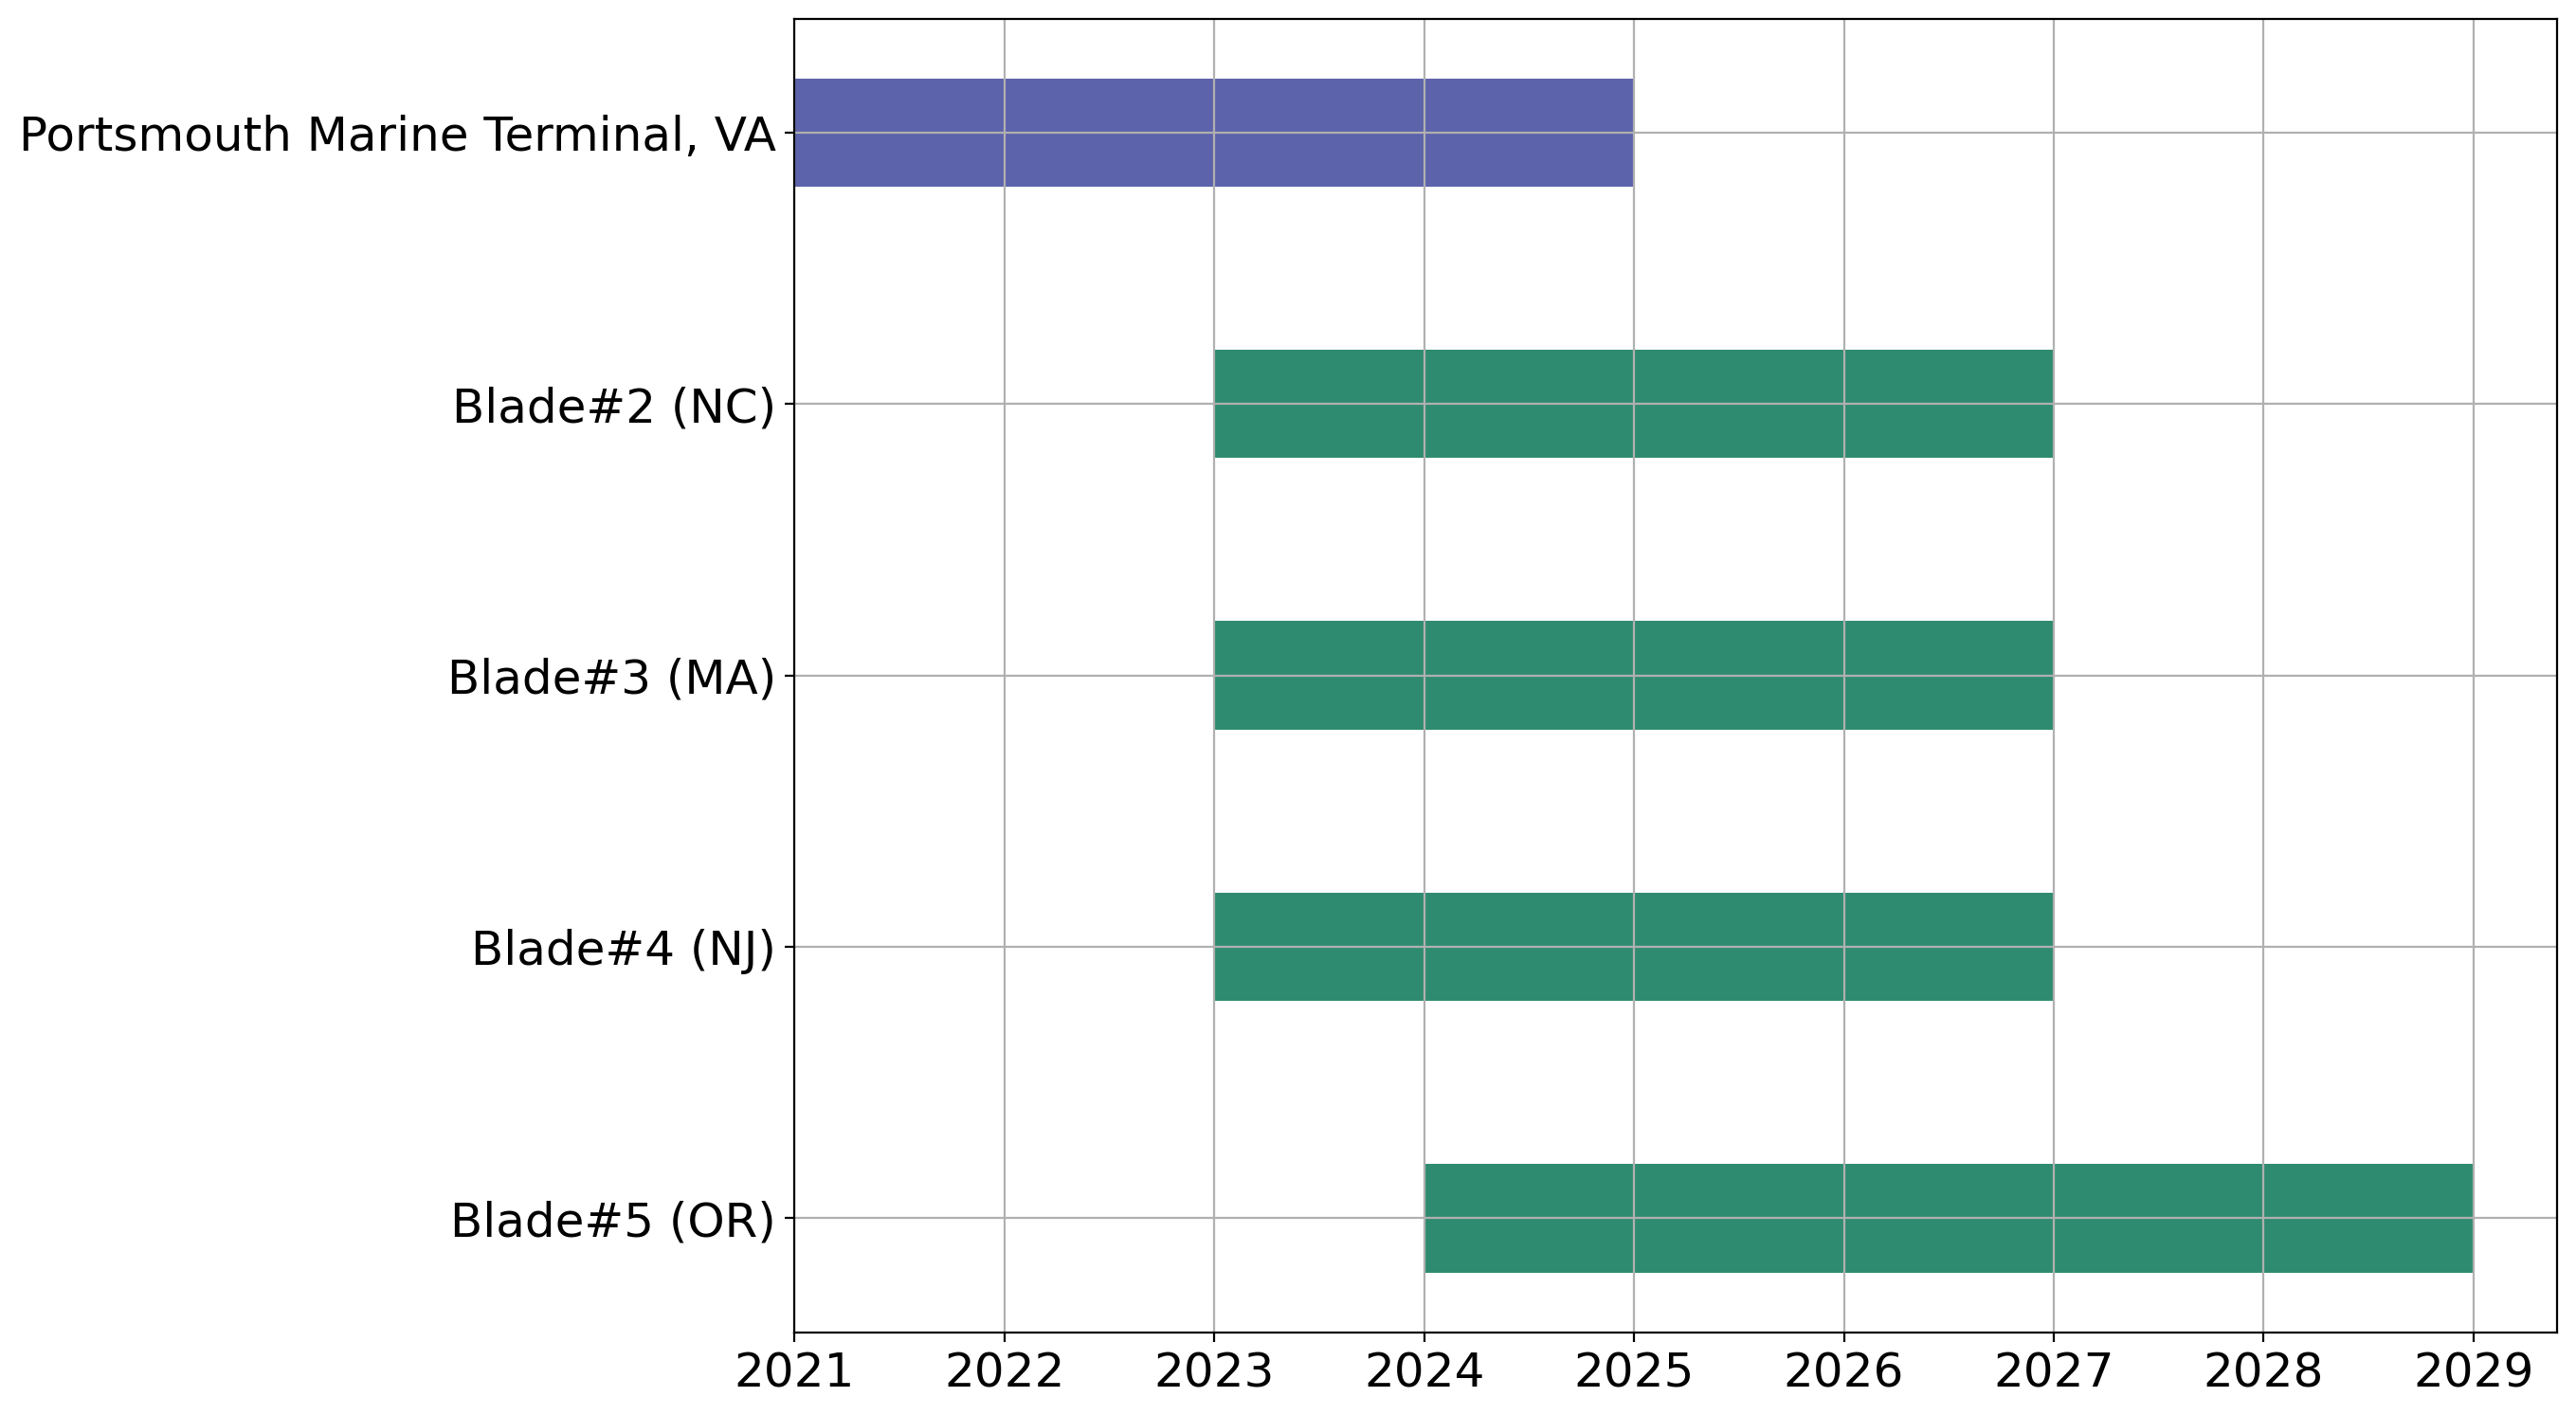 Portsmouth Marine Terminal, VA
Blade#2 (NC)
Blade#3 (MA)
Blade#4 (NJ)
Blade#5 (OR)
2021 2022 2023 2024 2025 2026 2027 2028 2029